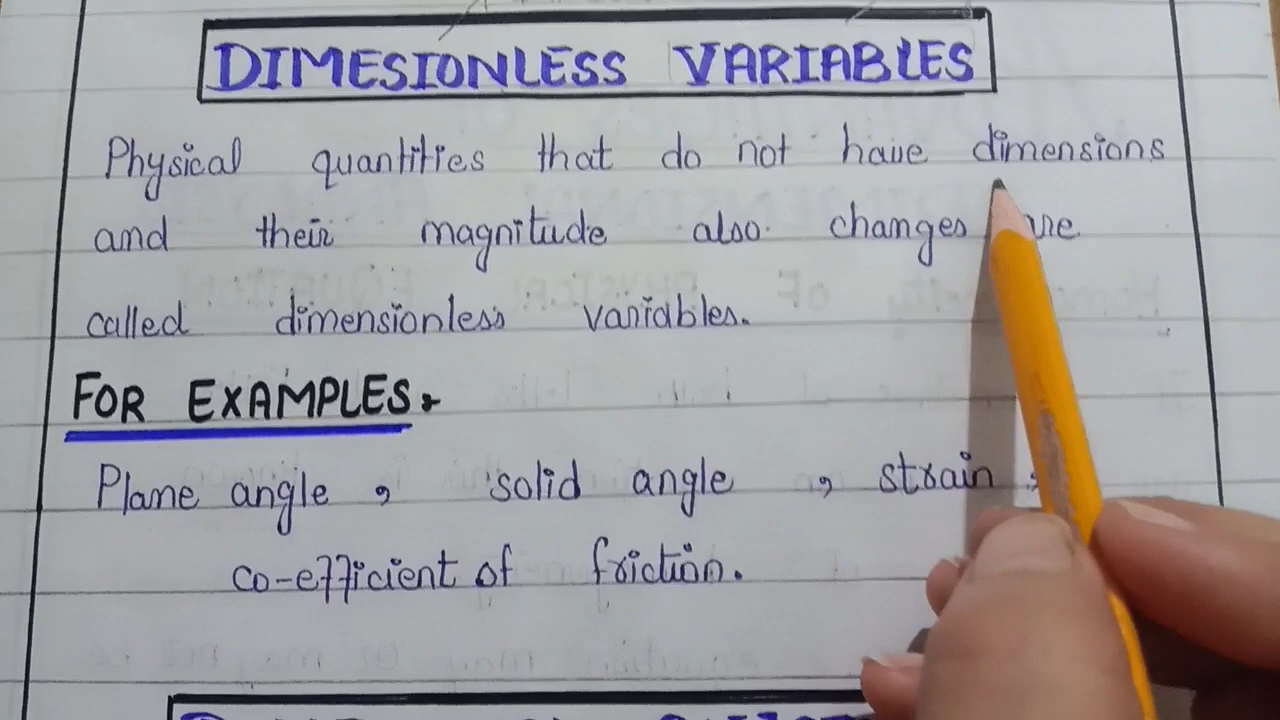 DIMESIONLESS VARIABLES
Physical quantities that do not have dimensions
and their magnitude also changes are
called dimensionless variables.
FOR EXAMPLES:
Plane angle , solid angle , strain ,
co-efficient of friction.